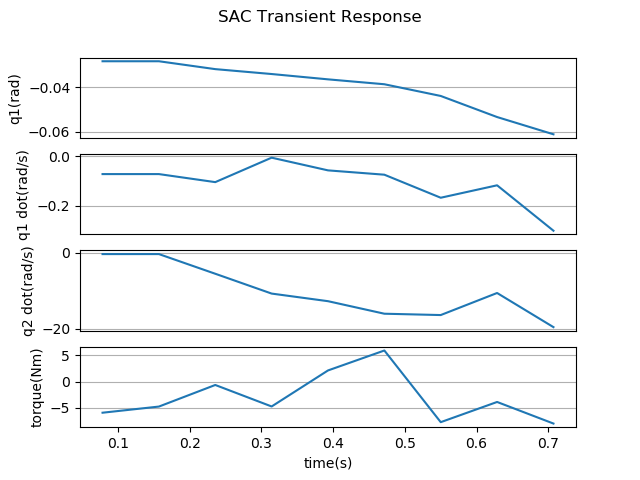 SAC Transient Response
q1(rad)
−0.04
−0.06
q1 dot(rad/s)
0.0
−0.2
q2 dot(rad/s)
0
−20
torque(Nm)
5
0
−5
0.1 0.2 0.3 0.4 0.5 0.6 0.7
time(s)